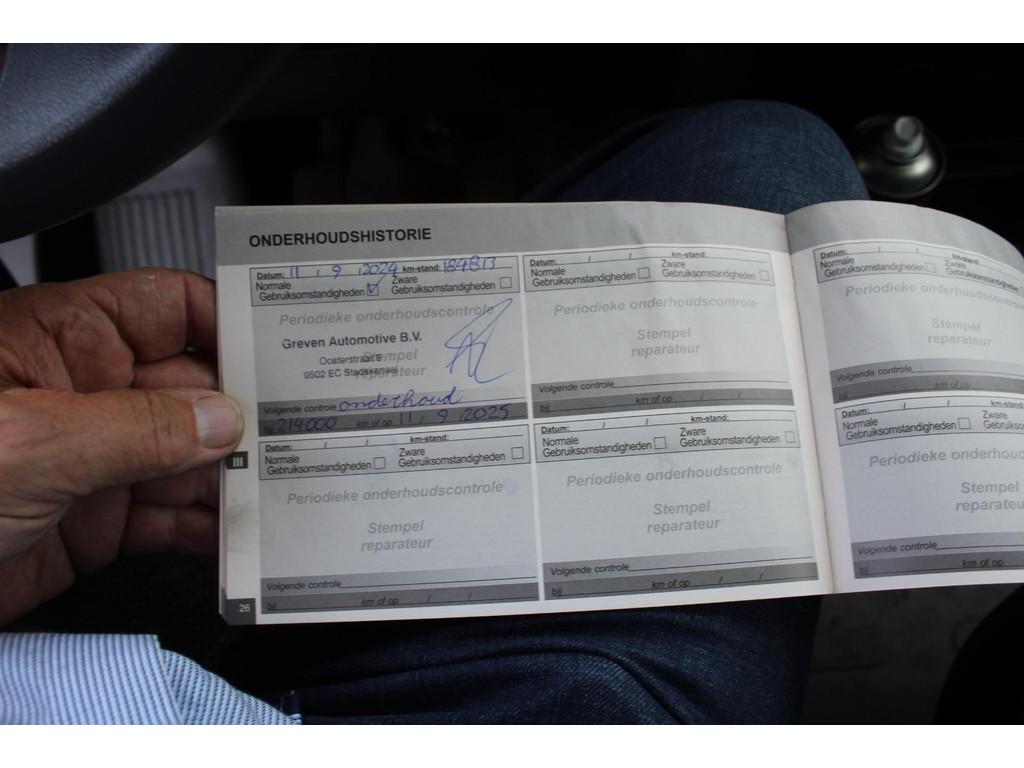 ONDERHOUDSHISTORIE
Datum: 11 / 9 / 2024 km-stand: 184813
Normale Gebruiksomstandigheden ☑ Zware Gebruiksomstandigheden ☐
Periodieke onderhoudscontrole
Greven Automotive B.V.
Oosterstraat 9
Stempel
9502 EC Stadskanaal
reparateur
Volgende controle onderhoud
bij 214000 km of op 11 / 9 / 2025
Datum: / / km-stand:
Normale Gebruiksomstandigheden ☐ Zware Gebruiksomstandigheden ☐
Periodieke onderhoudscontrole
Stempel
reparateur
Volgende controle
bij km of op / /
Datum: / / km-stand:
Normale Gebruiksomstandigheden ☐ Zware Gebruiksomstandigheden ☐
Periodieke onderhoudscontrole
Stempel
reparateur
Volgende controle
bij km of op / /
Datum: / / km-stand:
Normale Gebruiksomstandigheden ☐ Zware Gebruiksomstandigheden ☐
Periodieke onderhoudscontrole
Stempel
reparateur
Volgende controle
bij km of op / /
III
26
Datum: / / km-stand:
Normale Gebruiksomstandigheden ☐ Zware Gebruiksomstandigheden
Periodieke onderhoudscontrole
Stempel
reparateur
Volgende controle
bij km of op /
Datum: / / km-stand:
Normale Gebruiksomstandigheden ☐ Zware Gebruiks
Periodieke onderhoudsco
Stempel
reparateu
Volgende controle
bij km of op